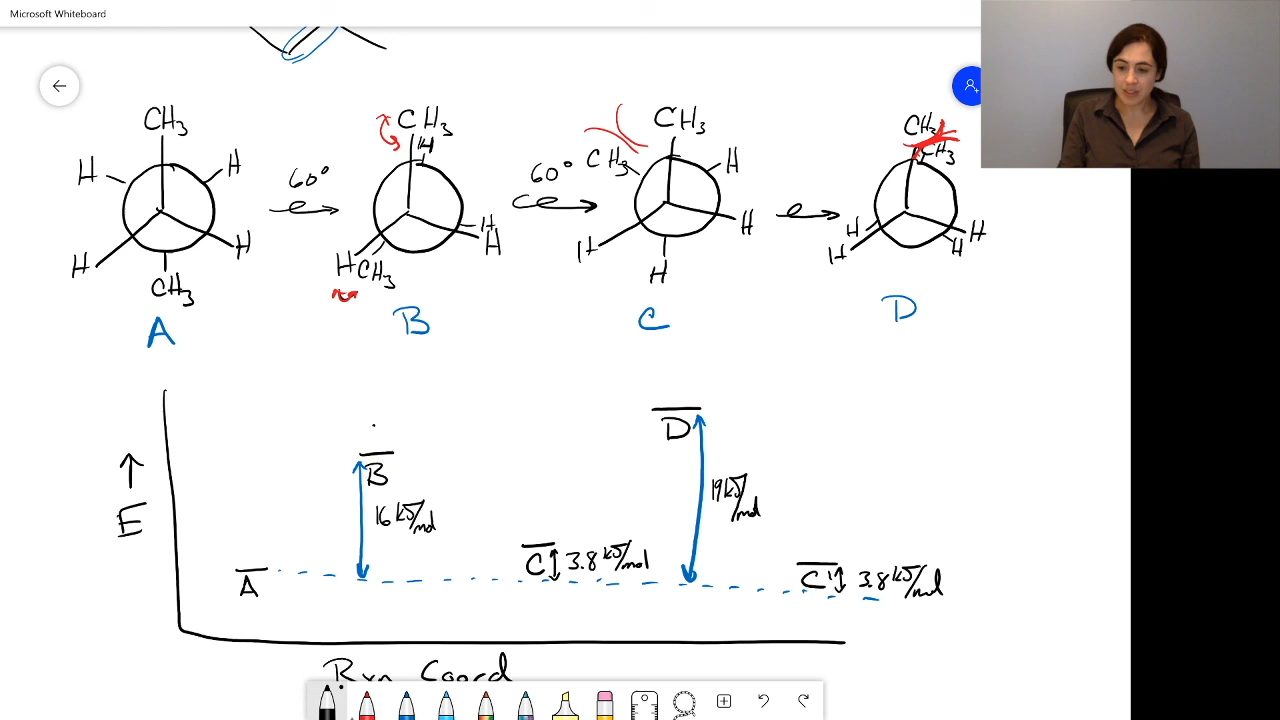 Microsoft Whiteboard
CH3 CH3 CH3 CH3
H H 60° H 60° CH3 H CH3
H H H H H H H H
H CH3 H H H
CH3 H
A B C D
D
B
E 16 kJ/mol 19 kJ/mol
A C 3.8 kJ/mol C' 3.8 kJ/mol
Rxn Coord